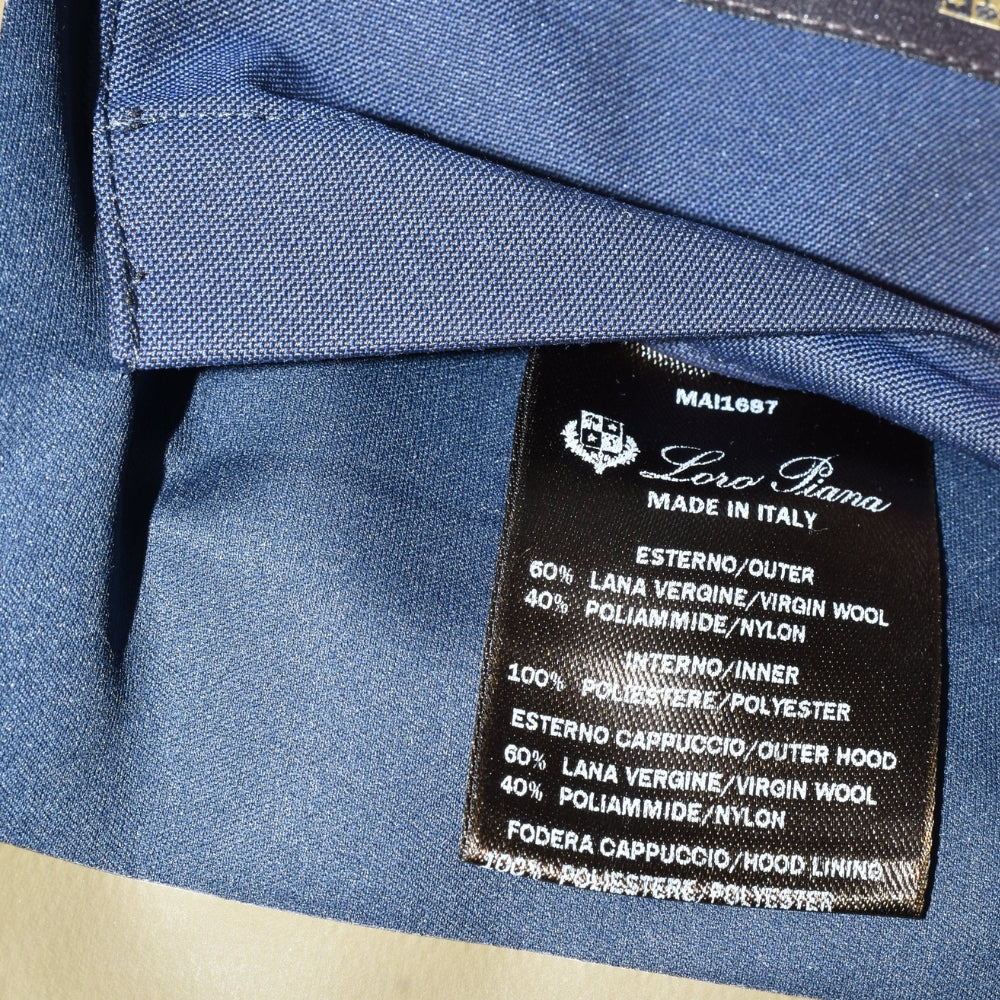 MAI1687
Loro Piana
MADE IN ITALY
ESTERNO/OUTER
60% LANA VERGINE/VIRGIN WOOL
40% POLIAMMIDE/NYLON
INTERNO/INNER
100% POLIESTERE/POLYESTER
ESTERNO CAPPUCCIO/OUTER HOOD
60% LANA VERGINE/VIRGIN WOOL
40% POLIAMMIDE/NYLON
FODERA CAPPUCCIO/HOOD LINING
100% POLIESTERE/POLYESTER